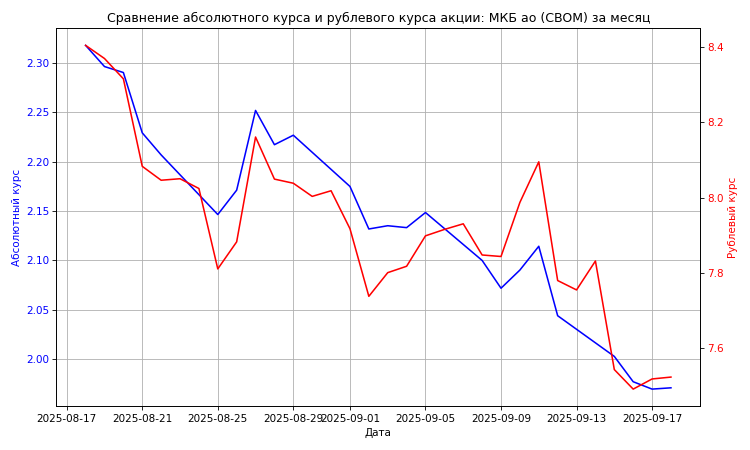 Сравнение абсолютного курса и рублевого курса акции: МКБ ао (CBOM) за месяц
2.30
2.25
2.20
2.15
2.10
2.05
2.00
Абсолютный курс
8.4
8.2
8.0
7.8
7.6
Рублевый курс
2025-08-17 2025-08-21 2025-08-25 2025-08-29 2025-09-01 2025-09-05 2025-09-09 2025-09-13 2025-09-17
Дата